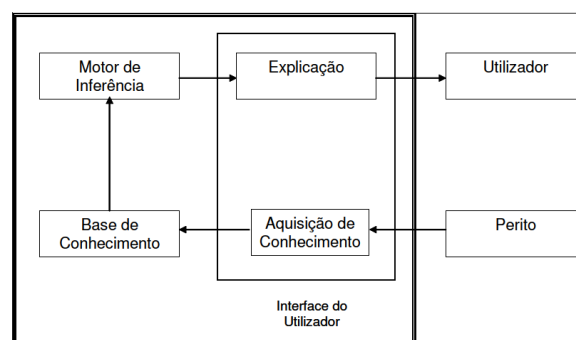 Motor de
Inferência
Explicação
Utilizador
Base de
Conhecimento
Aquisição de
Conhecimento
Perito
Interface do
Utilizador